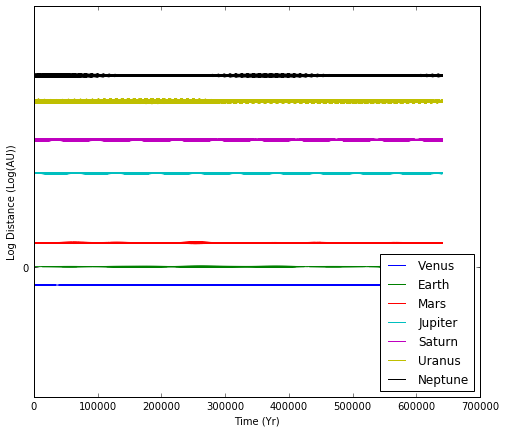 Log Distance (Log(AU))
0
Venus
Earth
Mars
Jupiter
Saturn
Uranus
Neptune
0 100000 200000 300000 400000 500000 600000 700000
Time (Yr)